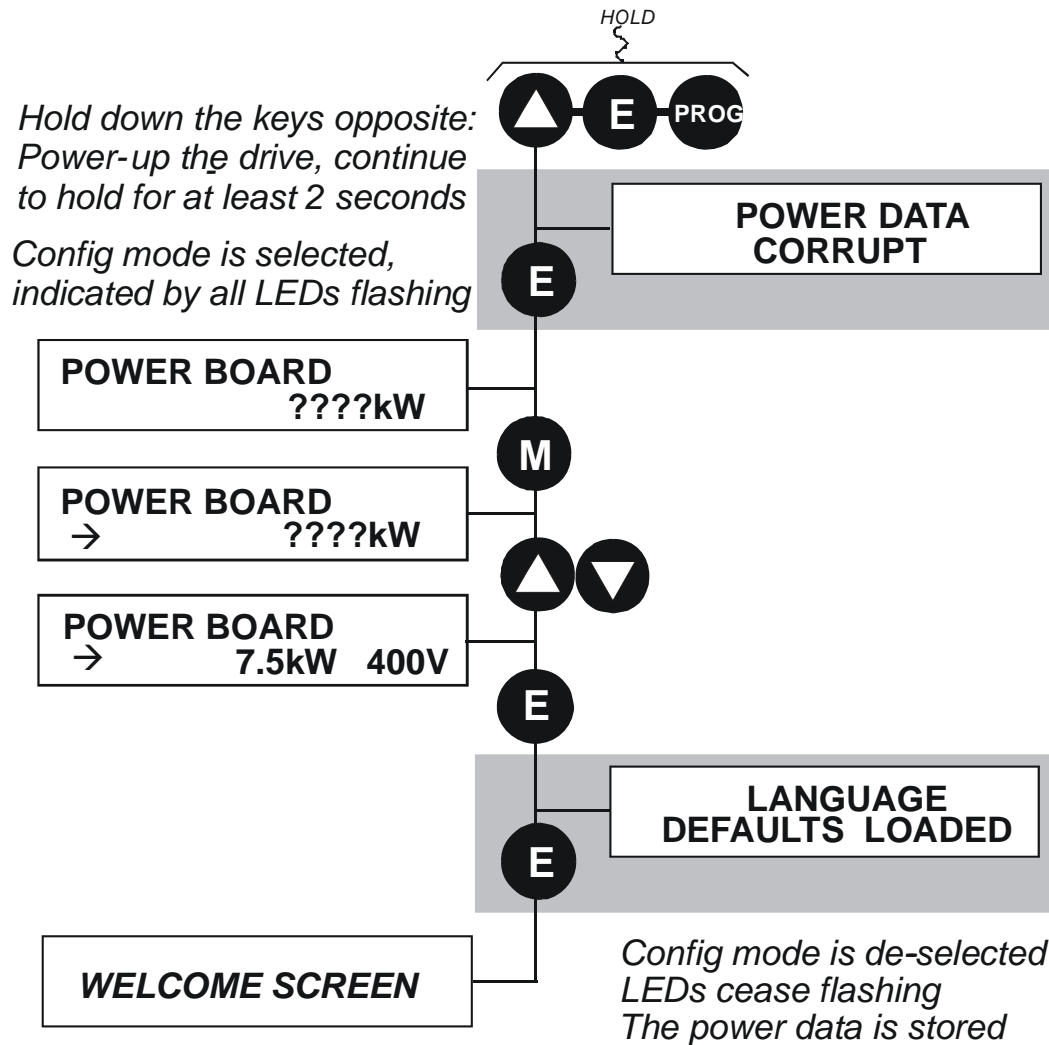 HOLD
E PROG
Hold down the keys opposite:
Power-up the drive, continue
to hold for at least 2 seconds
POWER DATA
CORRUPT
Config mode is selected,
indicated by all LEDs flashing
E
POWER BOARD
????kW
M
POWER BOARD
→ ????kW
POWER BOARD
→ 7.5kW 400V
E
LANGUAGE
DEFAULTS LOADED
E
WELCOME SCREEN
Config mode is de-selected
LEDs cease flashing
The power data is stored